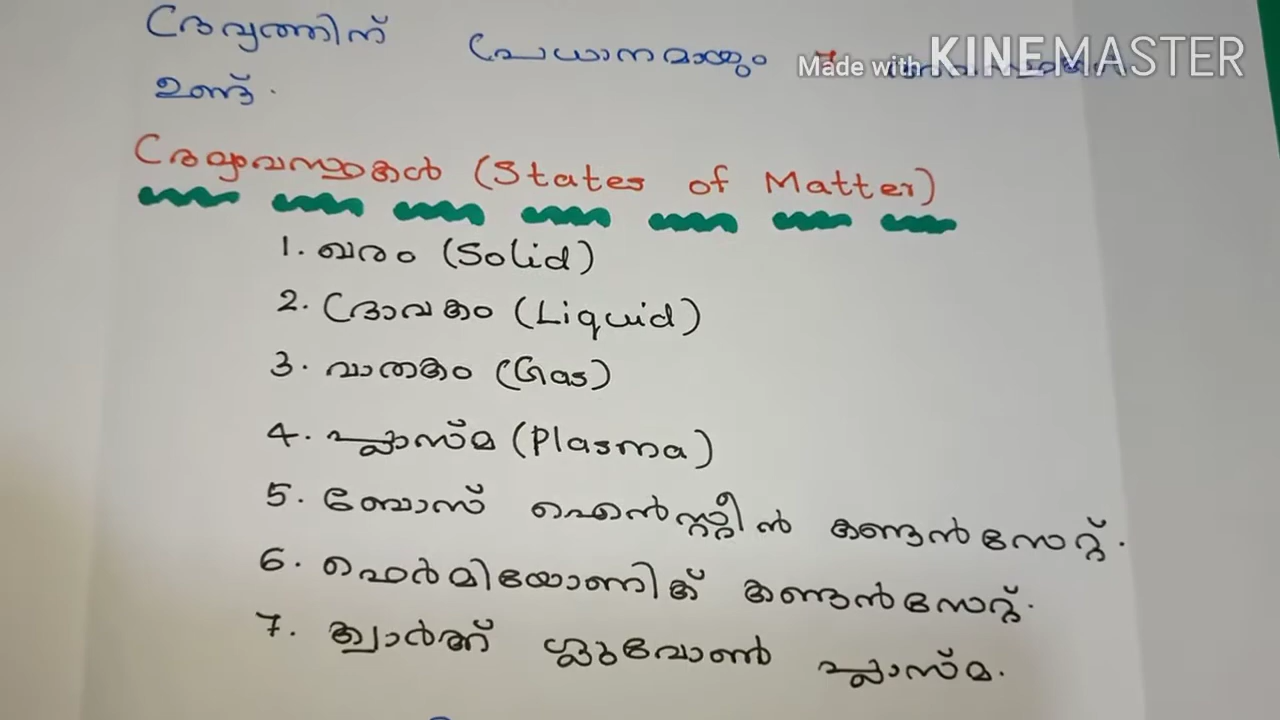 ദ്രവ്യത്തിന് പ്രധാനമായും 7
Made with KINEMASTER
ഉണ്ട്.
ദ്രവ്യാവസ്ഥകൾ (States of Matter)
1. ഖരം (Solid)
2. ദ്രാവകം (Liquid)
3. വാതകം (Gas)
4. പ്ലാസ്മ (Plasma)
5. ബോസ് ഐൻസ്റ്റീൻ കണ്ടൻസേറ്റ്.
6. ഫെർമിയോണിക് കണ്ടൻസേറ്റ്.
7. ക്വാർക്ക് ഗ്ലുവോൺ പ്ലാസ്മ.